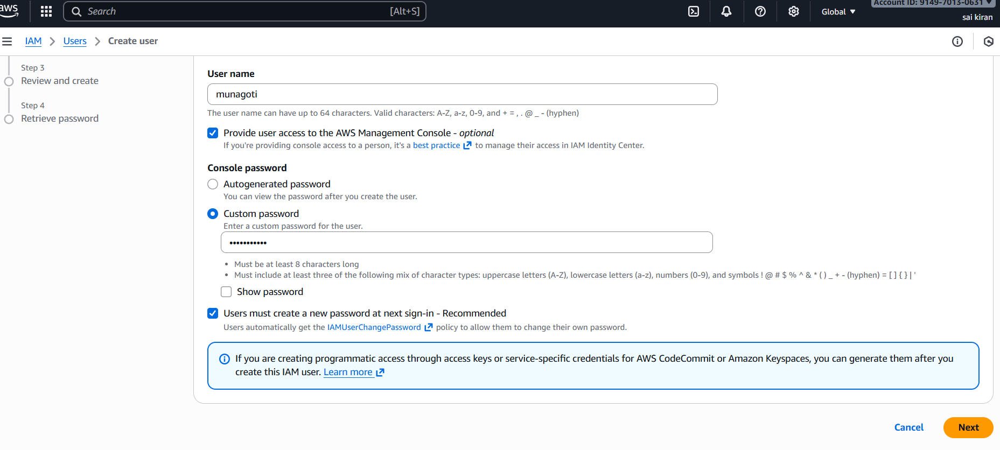 aws
Search
[Alt+S]
Global
Account ID: 9149-7013-0631
sai kiran
IAM
Users
Create user
Step 3
Review and create
Step 4
Retrieve password
User name
munagoti
The user name can have up to 64 characters. Valid characters: A-Z, a-z, 0-9, and + = , . @ _ - (hyphen)
Provide user access to the AWS Management Console - optional
If you're providing console access to a person, it's a best practice to manage their access in IAM Identity Center.
Console password
Autogenerated password
You can view the password after you create the user.
Custom password
Enter a custom password for the user.
•••••••••••
• Must be at least 8 characters long
• Must include at least three of the following mix of character types: uppercase letters (A-Z), lowercase letters (a-z), numbers (0-9), and symbols ! @ # $ % ^ & * ( ) _ + - (hyphen) = [ ] { } | '
Show password
Users must create a new password at next sign-in - Recommended
Users automatically get the IAMUserChangePassword policy to allow them to change their own password.
If you are creating programmatic access through access keys or service-specific credentials for AWS CodeCommit or Amazon Keyspaces, you can generate them after you
create this IAM user. Learn more
Cancel
Next